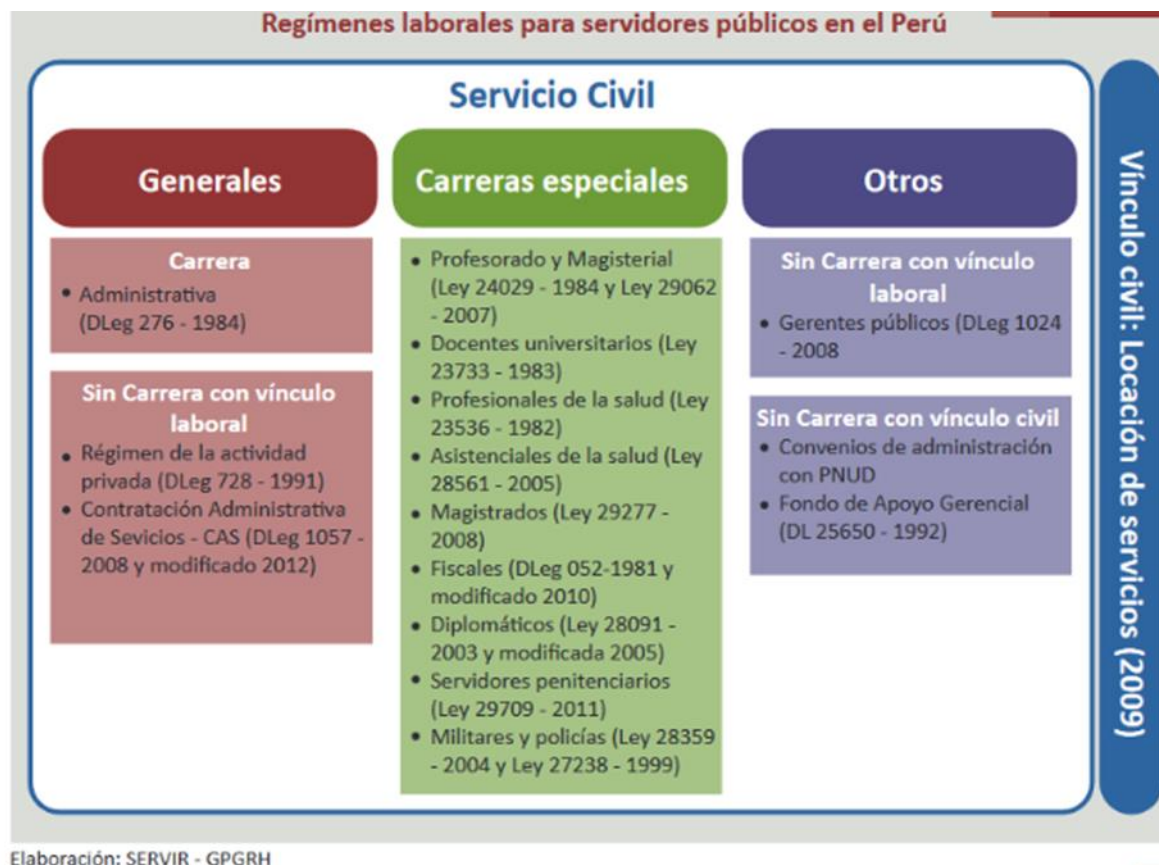 Regímenes laborales para servidores públicos en el Perú
Servicio Civil
Generales
Carrera
• Administrativa
(DLeg 276 - 1984)
Sin Carrera con vínculo
laboral
• Régimen de la actividad
privada (DLeg 728 - 1991)
• Contratación Administrativa
de Sevicios - CAS (DLeg 1057 -
2008 y modificado 2012)
Carreras especiales
• Profesorado y Magisterial
(Ley 24029 - 1984 y Ley 29062
- 2007)
• Docentes universitarios (Ley
23733 - 1983)
• Profesionales de la salud (Ley
23536 - 1982)
• Asistenciales de la salud (Ley
28561 - 2005)
• Magistrados (Ley 29277 -
2008)
• Fiscales (DLeg 052-1981 y
modificado 2010)
• Diplomáticos (Ley 28091 -
2003 y modificada 2005)
• Servidores penitenciarios
(Ley 29709 - 2011)
• Militares y policías (Ley 28359
- 2004 y Ley 27238 - 1999)
Otros
Sin Carrera con vínculo
laboral
• Gerentes públicos (DLeg 1024
- 2008
Sin Carrera con vínculo civil
• Convenios de administración
con PNUD
• Fondo de Apoyo Gerencial
(DL 25650 - 1992)
Vínculo civil: Locación de servicios (2009)
Elaboración: SERVIR - GPGRH